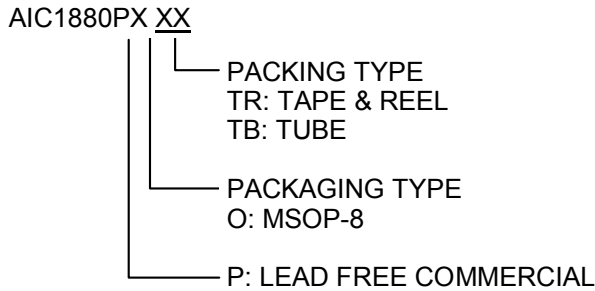 AIC1880PX XX
PACKING TYPE
TR: TAPE & REEL
TB: TUBE
PACKAGING TYPE
O: MSOP-8
P: LEAD FREE COMMERCIAL